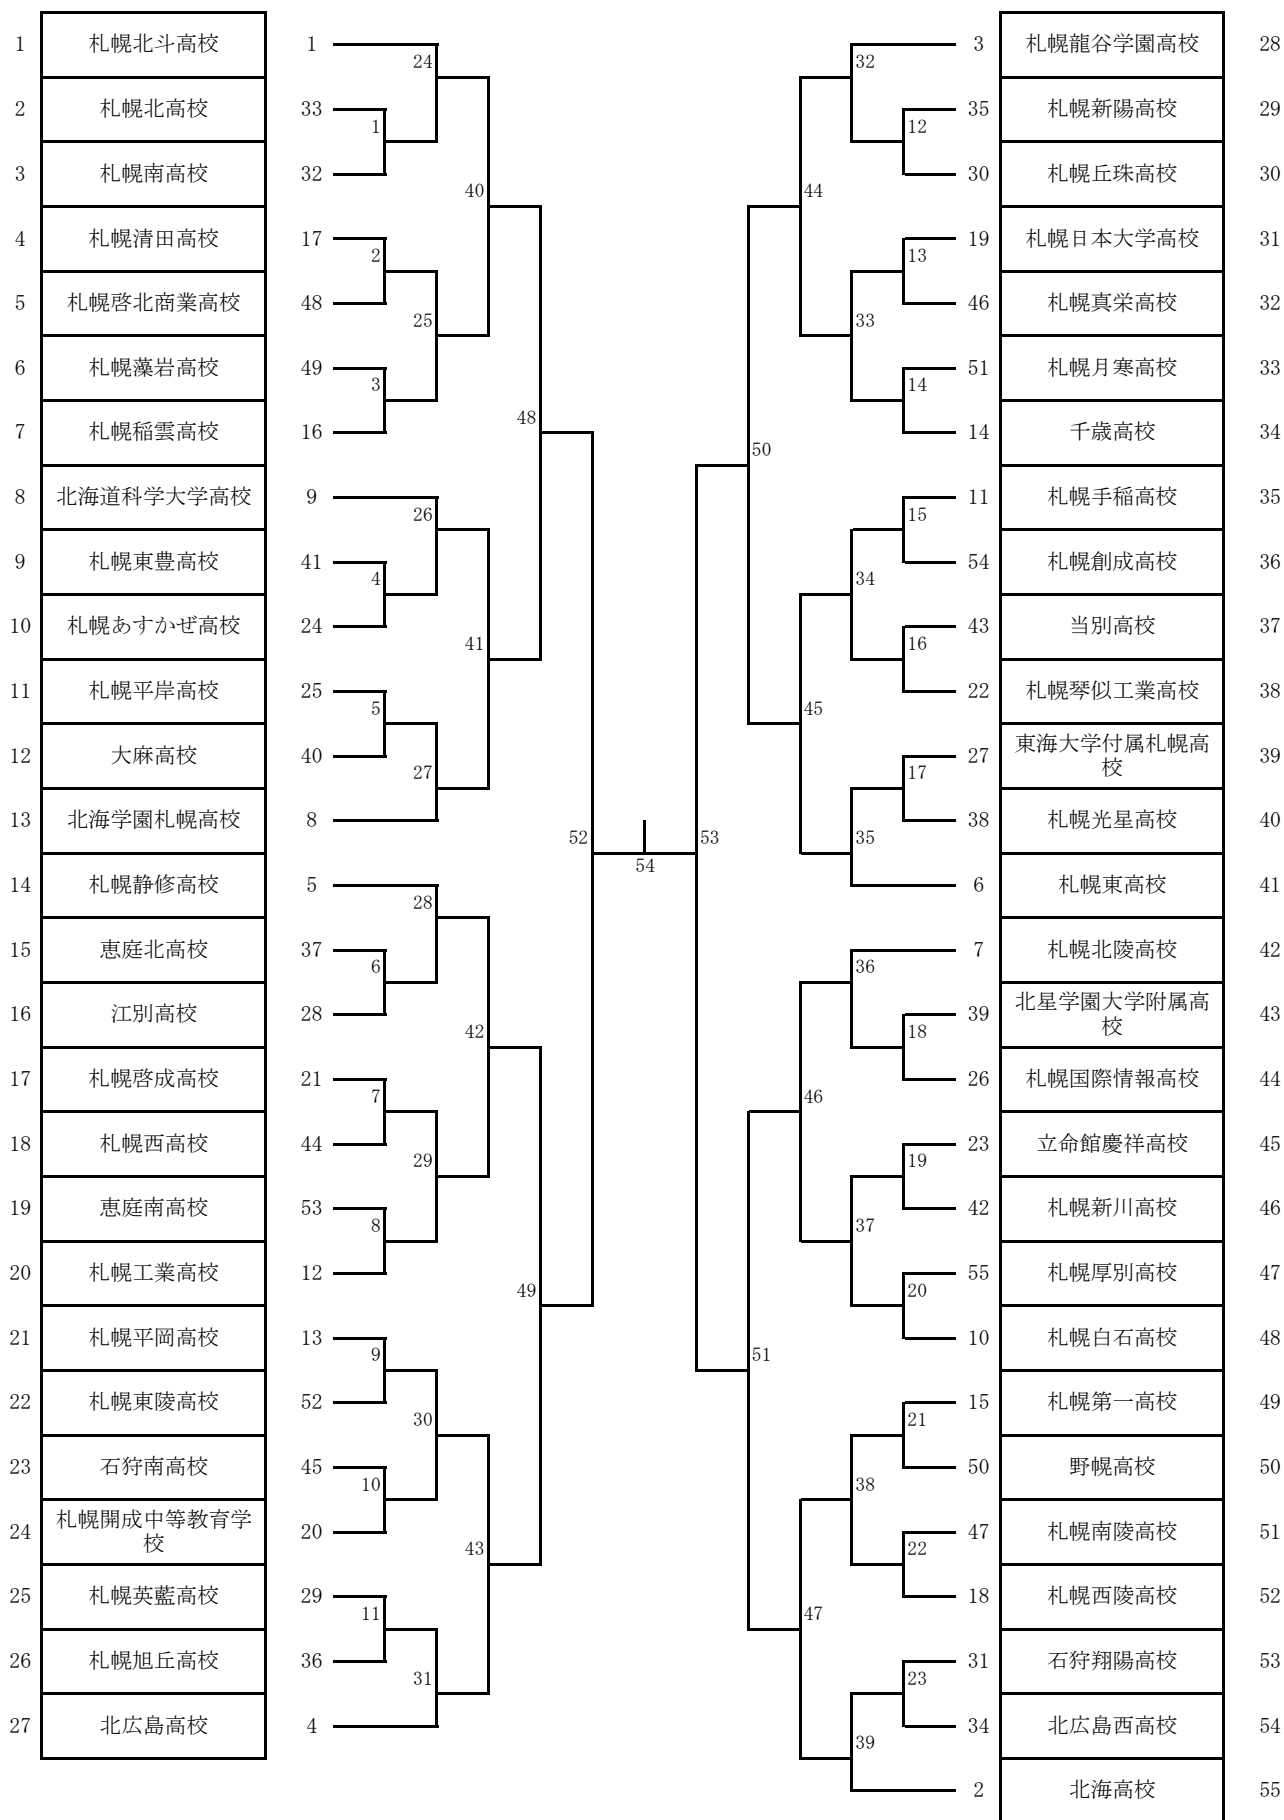 1 札幌北斗高校 1 3 札幌龍谷学園高校 28
24 32
2 札幌北高校 33 35 札幌新陽高校 29
1 12
3 札幌南高校 32 30 札幌丘珠高校 30
40 44
4 札幌清田高校 17 19 札幌日本大学高校 31
2 13
5 札幌啓北商業高校 48 46 札幌真栄高校 32
25 33
6 札幌藻岩高校 49 51 札幌月寒高校 33
3 14
7 札幌稲雲高校 16 14 千歳高校 34
48 50
8 北海道科学大学高校 9 11 札幌手稲高校 35
26 15
9 札幌東豊高校 41 54 札幌創成高校 36
4 34
10 札幌あすかぜ高校 24 43 当別高校 37
41 16
11 札幌平岸高校 25 22 札幌琴似工業高校 38
5 45
12 大麻高校 40 27 東海大学付属札幌高
校 39
27 17
13 北海学園札幌高校 8 38 札幌光星高校 40
52 54 53 35
14 札幌静修高校 5 6 札幌東高校 41
28
15 恵庭北高校 37 7 札幌北陵高校 42
6 36
16 江別高校 28 39 北星学園大学附属高
校 43
42 18
17 札幌啓成高校 21 26 札幌国際情報高校 44
7 46
18 札幌西高校 44 23 立命館慶祥高校 45
29 19
19 恵庭南高校 53 42 札幌新川高校 46
8 37
20 札幌工業高校 12 55 札幌厚別高校 47
49 20
21 札幌平岡高校 13 10 札幌白石高校 48
9 51
22 札幌東陵高校 52 15 札幌第一高校 49
30 21
23 石狩南高校 45 50 野幌高校 50
10 38
24 札幌開成中等教育学
校 20 47 札幌南陵高校 51
43 22
25 札幌英藍高校 29 18 札幌西陵高校 52
11 47
26 札幌旭丘高校 36 31 石狩翔陽高校 53
31 23
27 北広島高校 4 34 北広島西高校 54
39
2 北海高校 55